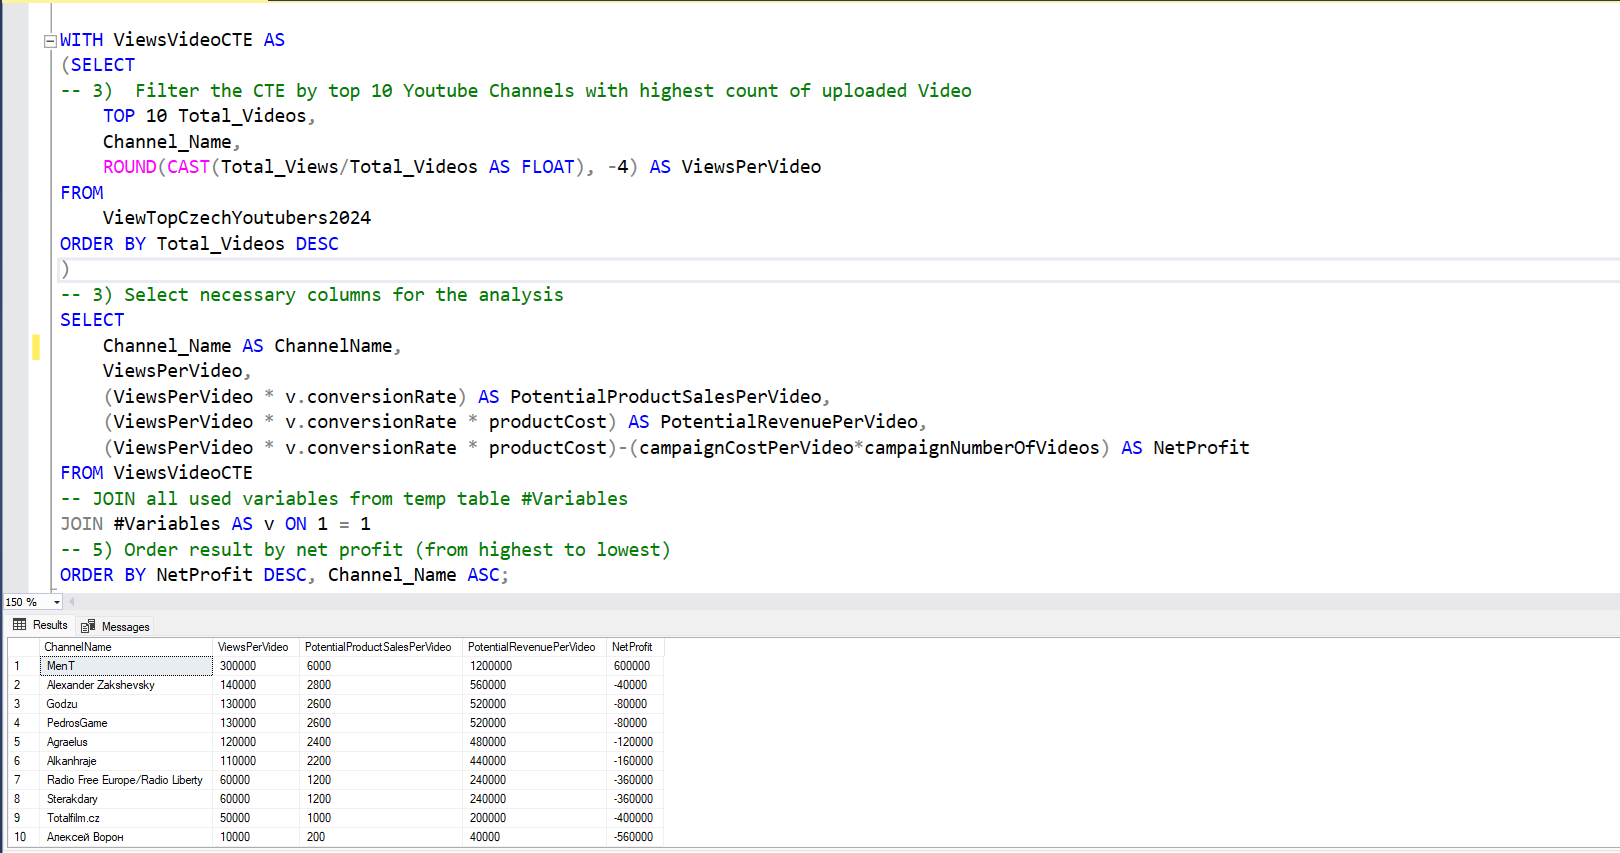 WITH ViewsVideoCTE AS
(SELECT
-- 3)  Filter the CTE by top 10 Youtube Channels with highest count of uploaded Video
    TOP 10 Total_Videos,
    Channel_Name,
    ROUND(CAST(Total_Views/Total_Videos AS FLOAT), -4) AS ViewsPerVideo
FROM
    ViewTopCzechYoutubers2024
ORDER BY Total_Videos DESC
)
-- 3) Select necessary columns for the analysis
SELECT
    Channel_Name AS ChannelName,
    ViewsPerVideo,
    (ViewsPerVideo * v.conversionRate) AS PotentialProductSalesPerVideo,
    (ViewsPerVideo * v.conversionRate * productCost) AS PotentialRevenuePerVideo,
    (ViewsPerVideo * v.conversionRate * productCost)-(campaignCostPerVideo*campaignNumberOfVideos) AS NetProfit
FROM ViewsVideoCTE
-- JOIN all used variables from temp table #Variables
JOIN #Variables AS v ON 1 = 1
-- 5) Order result by net profit (from highest to lowest)
ORDER BY NetProfit DESC, Channel_Name ASC;
150 %
Results Messages
ChannelName ViewsPerVideo PotentialProductSalesPerVideo PotentialRevenuePerVideo NetProfit
1 MenT 300000 6000 1200000 600000
2 Alexander Zakshevsky 140000 2800 560000 -40000
3 Godzu 130000 2600 520000 -80000
4 PedrosGame 130000 2600 520000 -80000
5 Agraelus 120000 2400 480000 -120000
6 Alkanhraje 110000 2200 440000 -160000
7 Radio Free Europe/Radio Liberty 60000 1200 240000 -360000
8 Sterakdary 60000 1200 240000 -360000
9 Totalfilm.cz 50000 1000 200000 -400000
10 Алексей Ворон 10000 200 40000 -560000